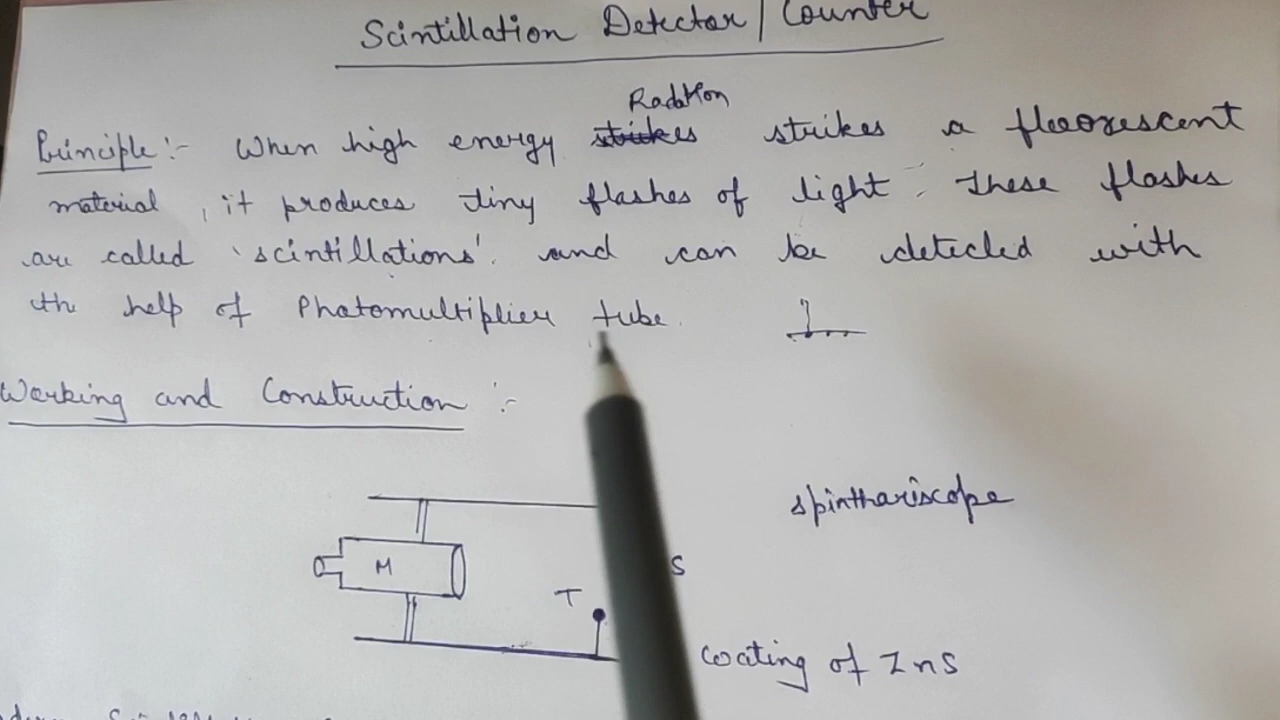 Scintillation Detector / Counter
Radation
Principle :- When high energy strikes strikes a fluorescent
material, it produces tiny flashes of light. These flashes
are called 'scintillations' and can be detected with
the help of Photomultiplier tube.
Working and Construction :-
spinthariscope
M
S
T
coating of ZnS